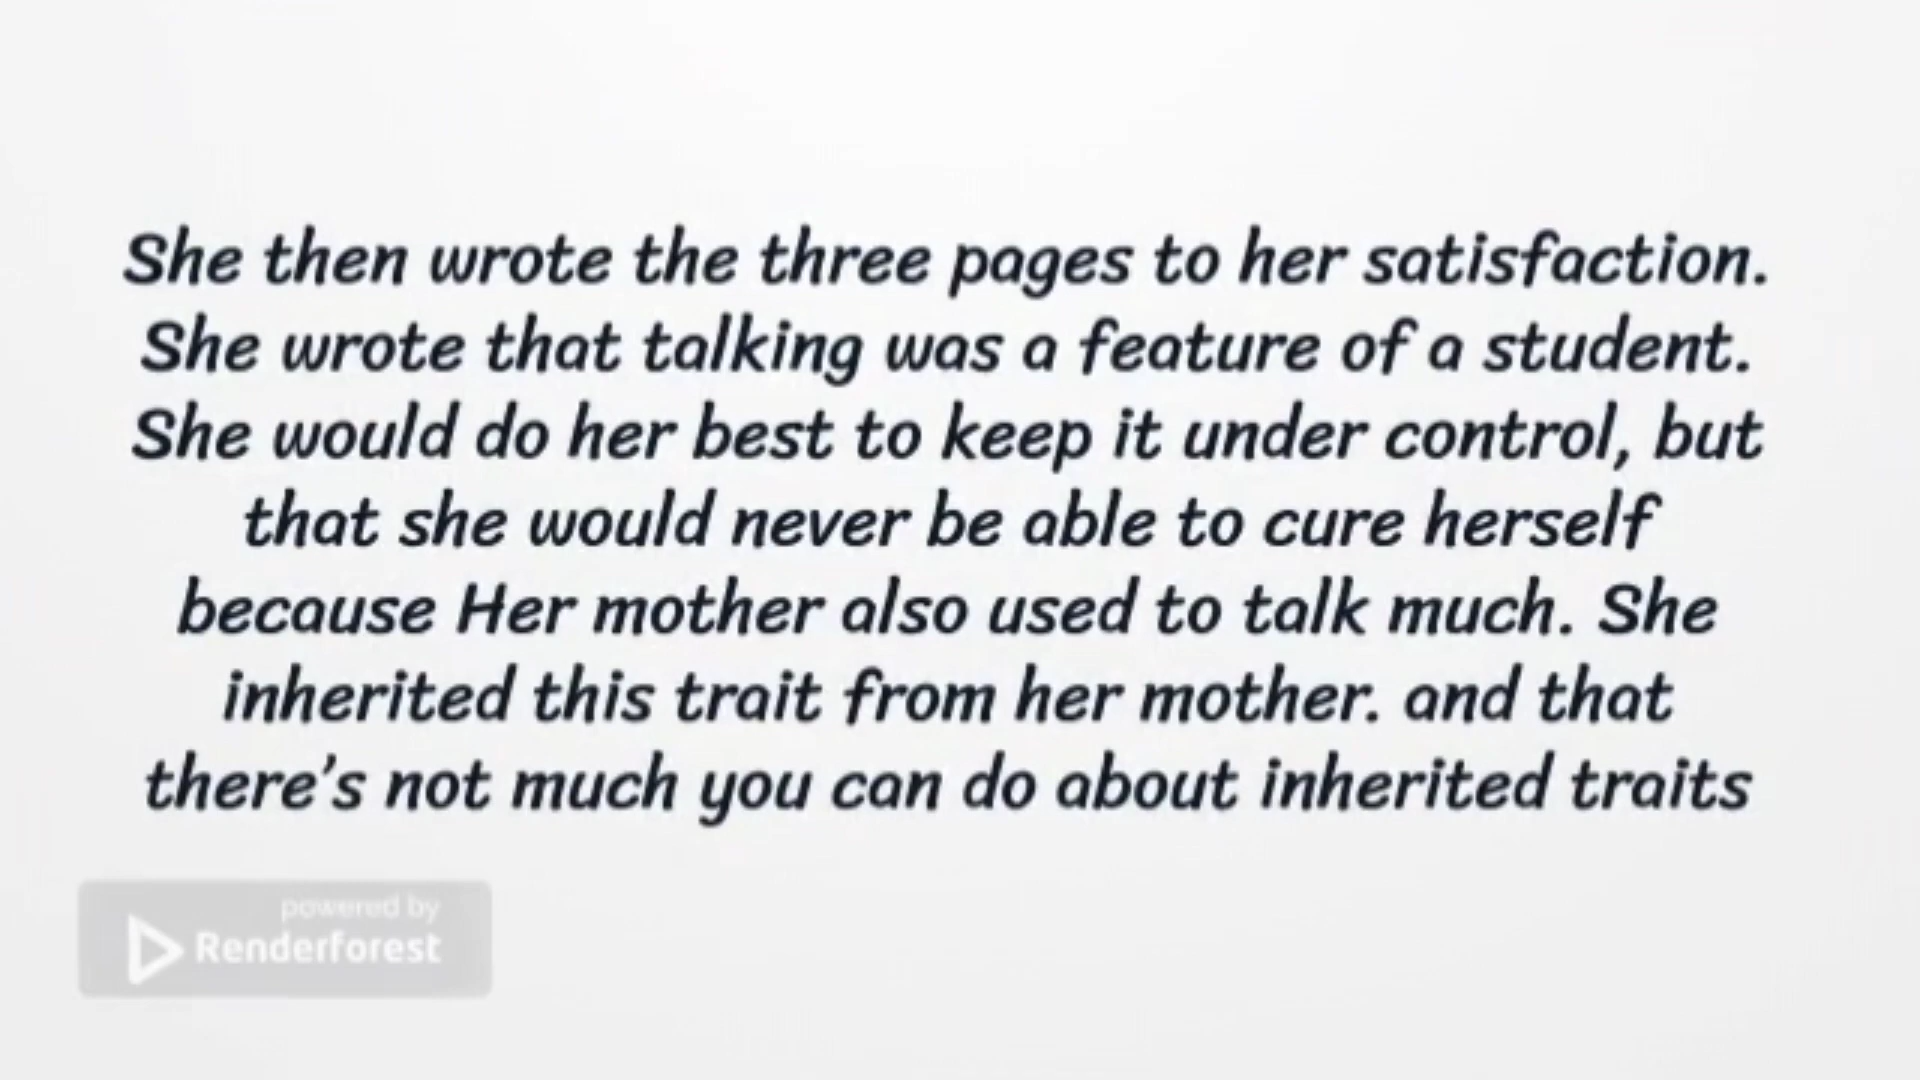 She then wrote the three pages to her satisfaction.
She wrote that talking was a feature of a student.
She would do her best to keep it under control, but
that she would never be able to cure herself
because Her mother also used to talk much. She
inherited this trait from her mother. and that
there's not much you can do about inherited traits
powered by
Renderforest